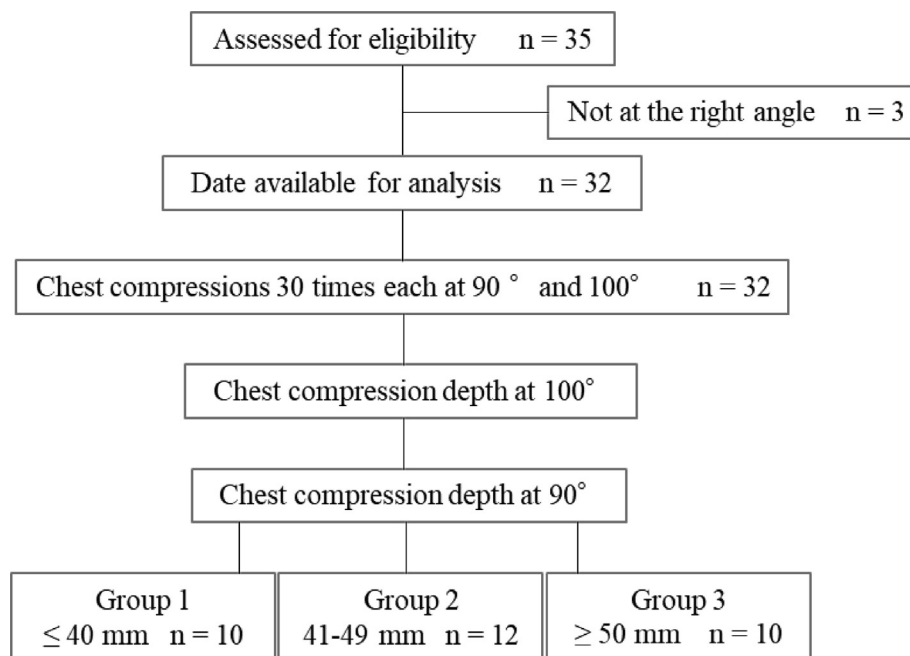 Assessed for eligibility n = 35
Not at the right angle n = 3
Date available for analysis n = 32
Chest compressions 30 times each at 90 ° and 100° n = 32
Chest compression depth at 100°
Chest compression depth at 90°
Group 1
≤ 40 mm n = 10
Group 2
41-49 mm n = 12
Group 3
≥ 50 mm n = 10